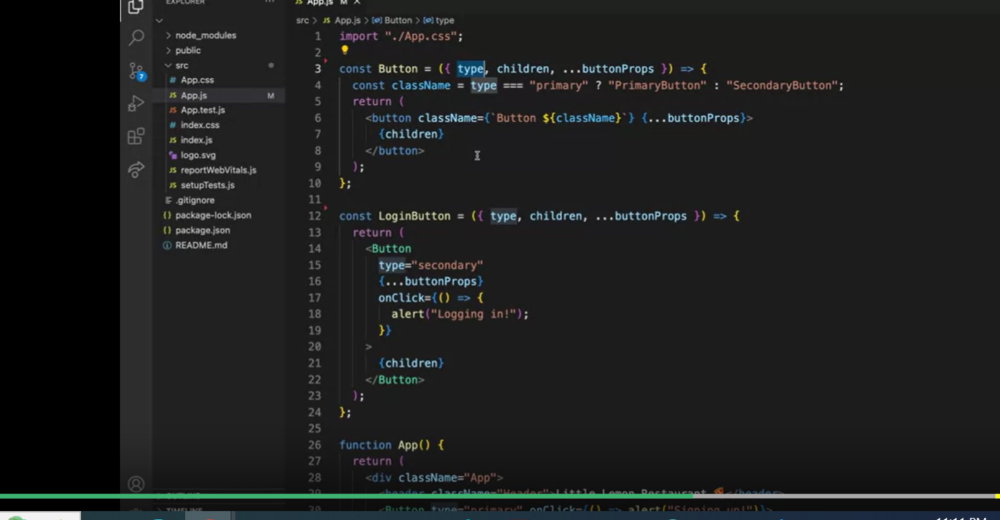 EXPLORER
node_modules
public
src
App.css
App.js M
App.test.js
index.css
index.js
logo.svg
reportWebVitals.js
setupTests.js
.gitignore
package-lock.json
package.json
README.md
OUTLINE
TIMELINE
7
JS App.js M
src > JS App.js > Button > type
1 import "./App.css";
2
3 const Button = ({ type, children, ...buttonProps }) => {
4 const className = type === "primary" ? "PrimaryButton" : "SecondaryButton";
5 return (
6 <button className={`Button ${className}`} {...buttonProps}>
7 {children}
8 </button>
9 );
10 };
11
12 const LoginButton = ({ type, children, ...buttonProps }) => {
13 return (
14 <Button
15 type="secondary"
16 {...buttonProps}
17 onClick={() => {
18 alert("Logging in!");
19 }}
20 >
21 {children}
22 </Button>
23 );
24 };
25
26 function App() {
27 return (
28 <div className="App">
29 <header className="Header">Little Lemon Restaurant 🍕</header>
30 <Button type="primary" onClick={() => alert("Signing up!")}>
11:11 PM